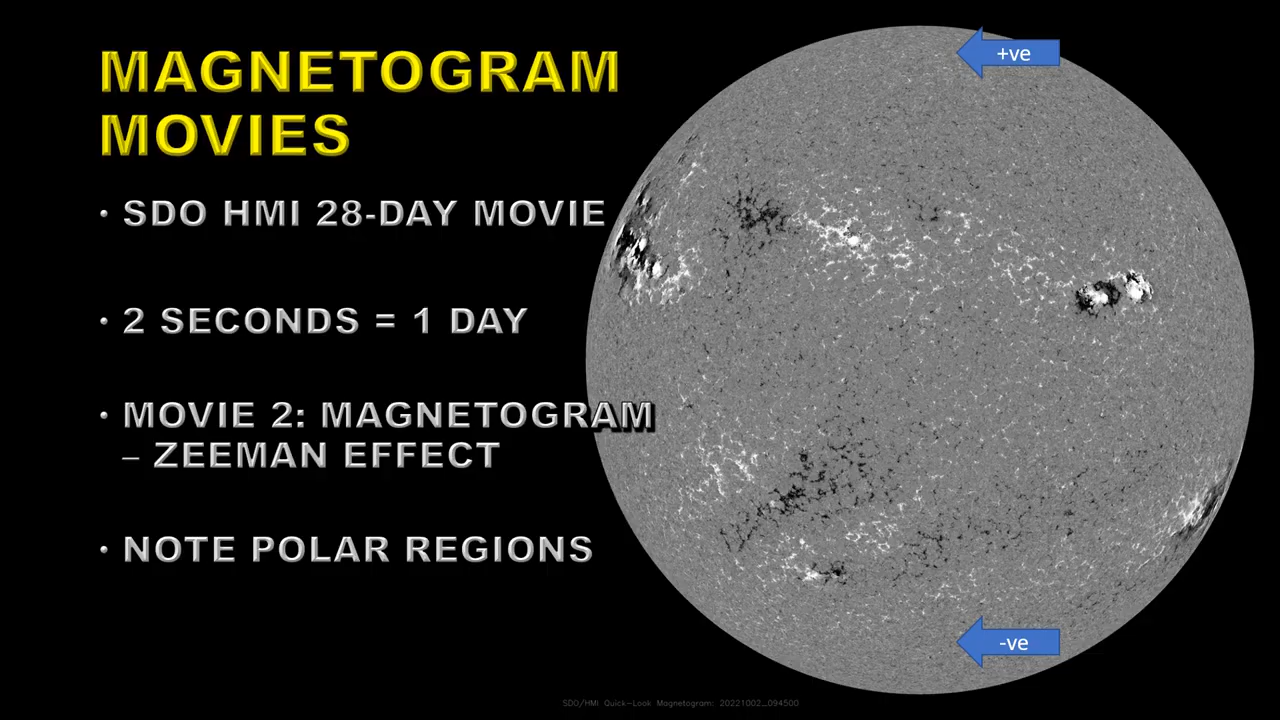 MAGNETOGRAM
MOVIES
• SDO HMI 28-DAY MOVIE
• 2 SECONDS = 1 DAY
• MOVIE 2: MAGNETOGRAM
– ZEEMAN EFFECT
• NOTE POLAR REGIONS
+ve
-ve
SDO/HMI Quick-Look Magnetogram: 20221002_094500